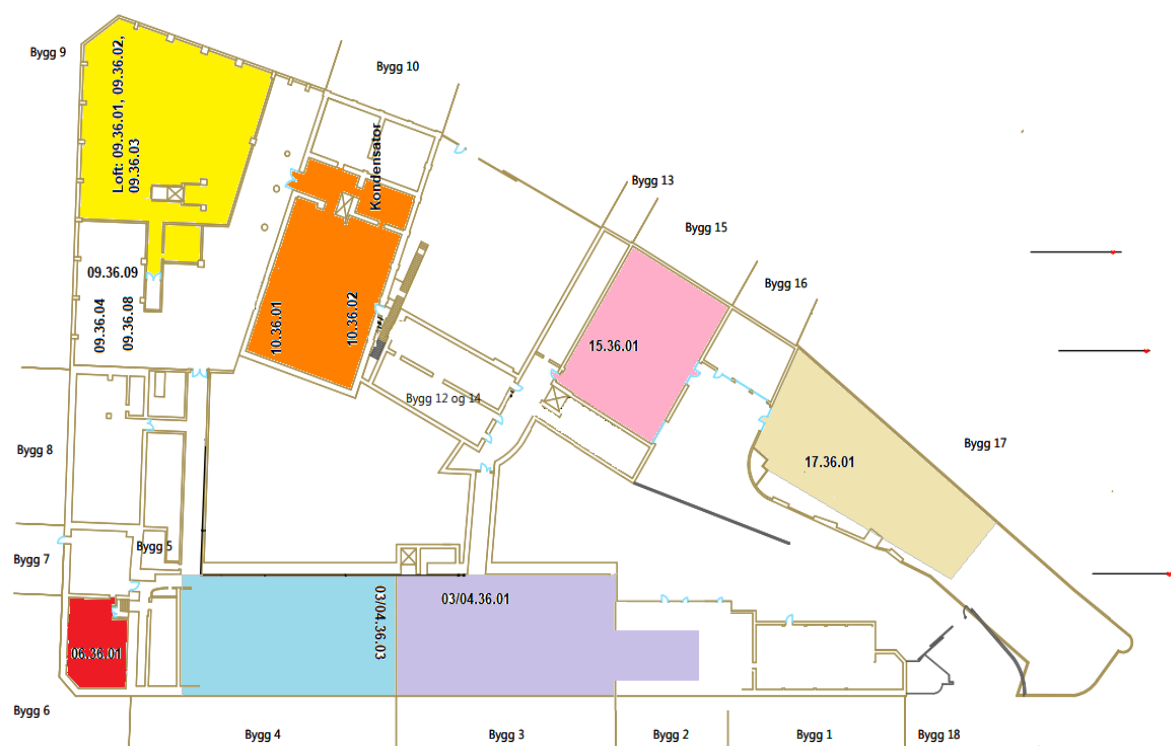 Bygg 9
Loft: 09.36.01, 09.36.02,
09.36.03
Bygg 10
Kondensator
Bygg 13
Bygg 15
Bygg 16
09.36.09
09.36.04
09.36.08
10.36.01
10.36.02
15.36.01
Bygg 12 og 14
Bygg 8
17.36.01
Bygg 17
Bygg 7
Bygg 5
03/04.36.03
03/04.36.01
06.36.01
Bygg 6
Bygg 4
Bygg 3
Bygg 2
Bygg 1
Bygg 18